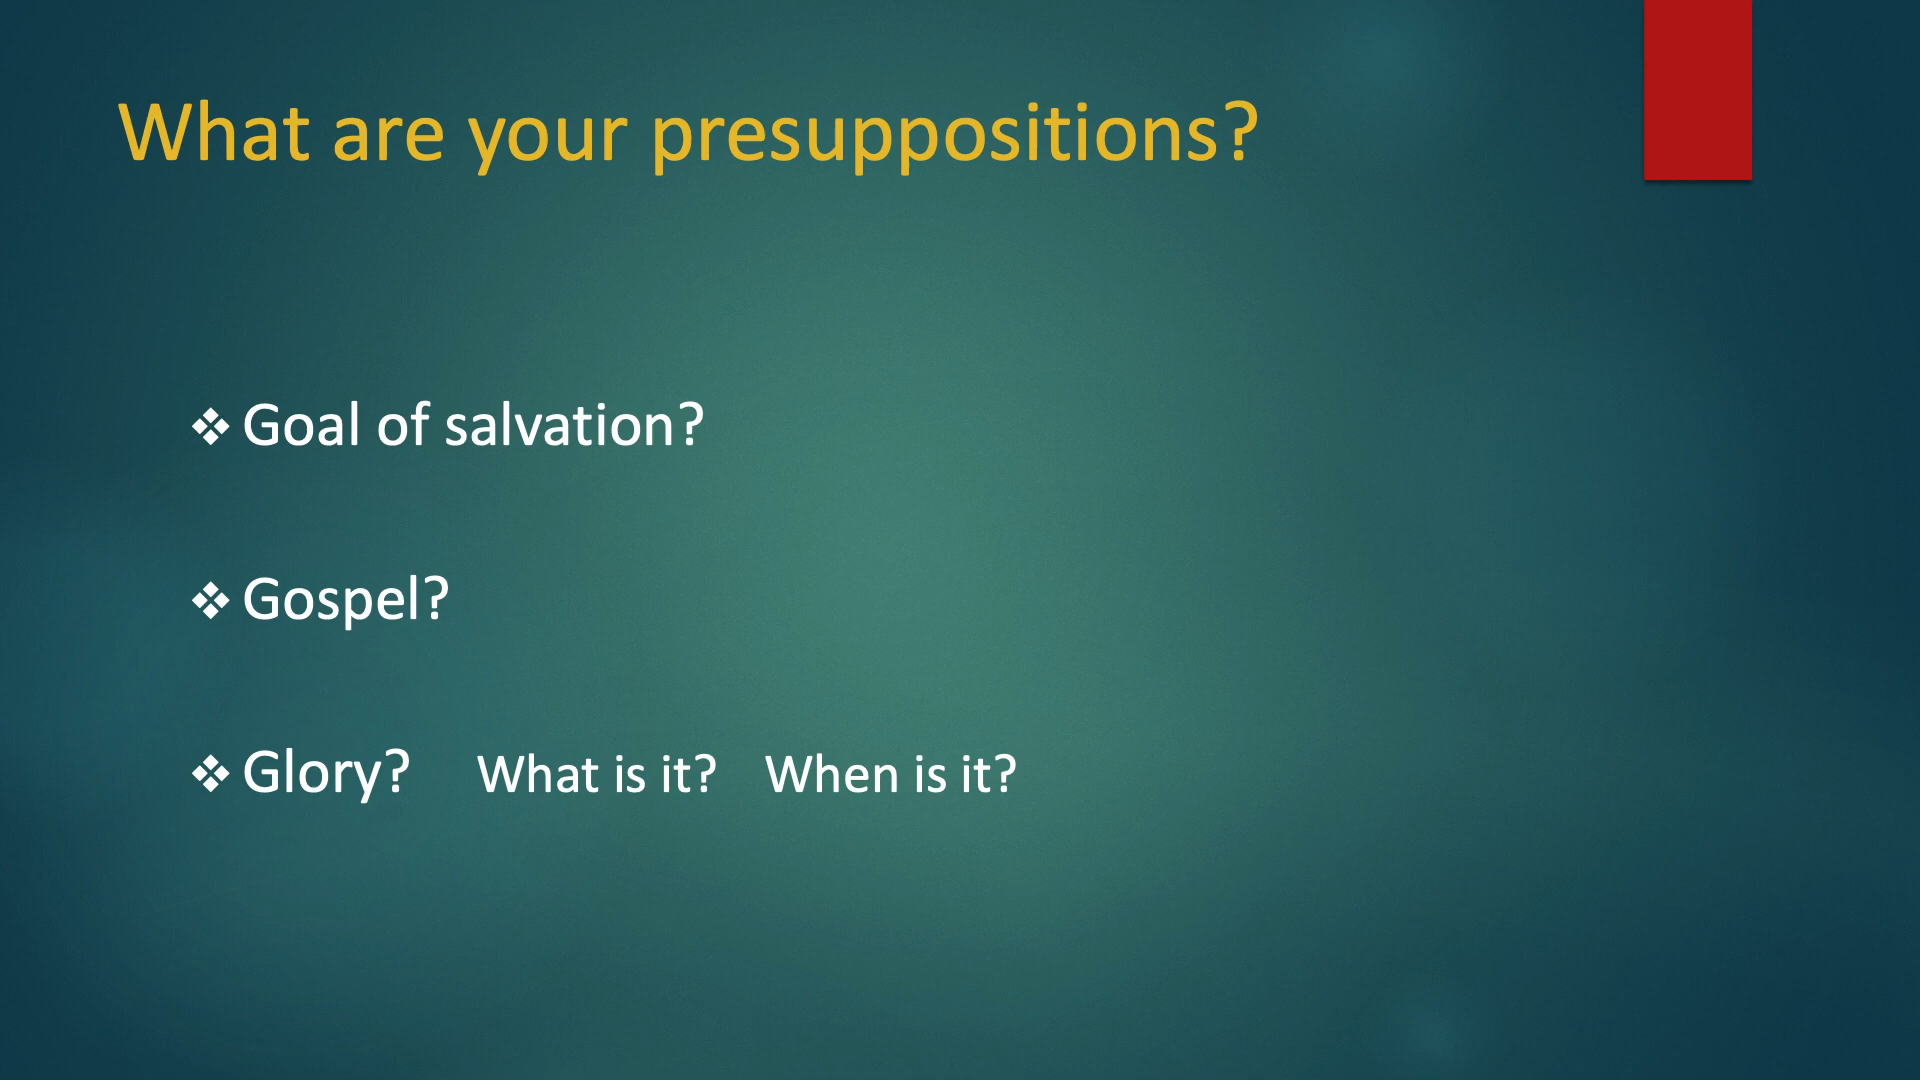 What are your presuppositions?
❖ Goal of salvation?
❖ Gospel?
❖ Glory? What is it? When is it?